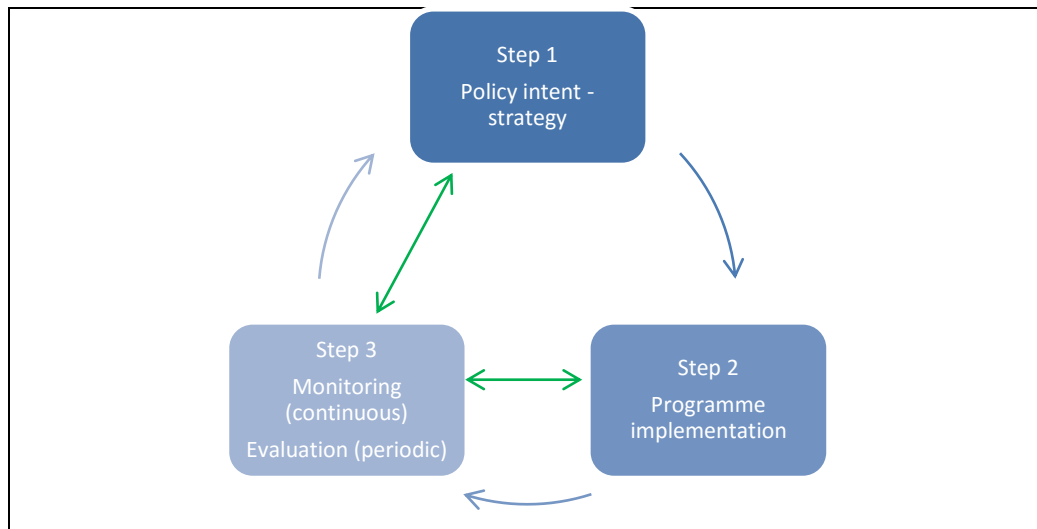 Step 1
Policy intent -
strategy
Step 3
Monitoring
(continuous)
Evaluation (periodic)
Step 2
Programme
implementation